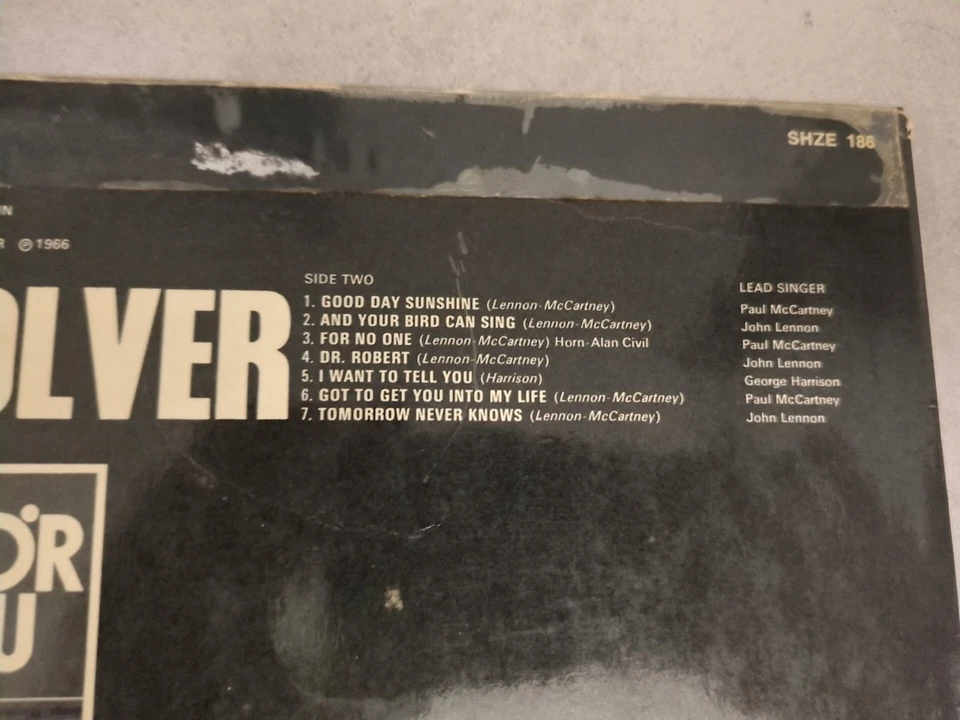 SHZE 186
IN
R ℗ 1966
OLVER
SIDE TWO
LEAD SINGER
1. GOOD DAY SUNSHINE (Lennon-McCartney) Paul McCartney
2. AND YOUR BIRD CAN SING (Lennon-McCartney) John Lennon
3. FOR NO ONE (Lennon-McCartney) Horn-Alan Civil Paul McCartney
4. DR. ROBERT (Lennon-McCartney) John Lennon
5. I WANT TO TELL YOU (Harrison) George Harrison
6. GOT TO GET YOU INTO MY LIFE (Lennon-McCartney) Paul McCartney
7. TOMORROW NEVER KNOWS (Lennon-McCartney) John Lennon